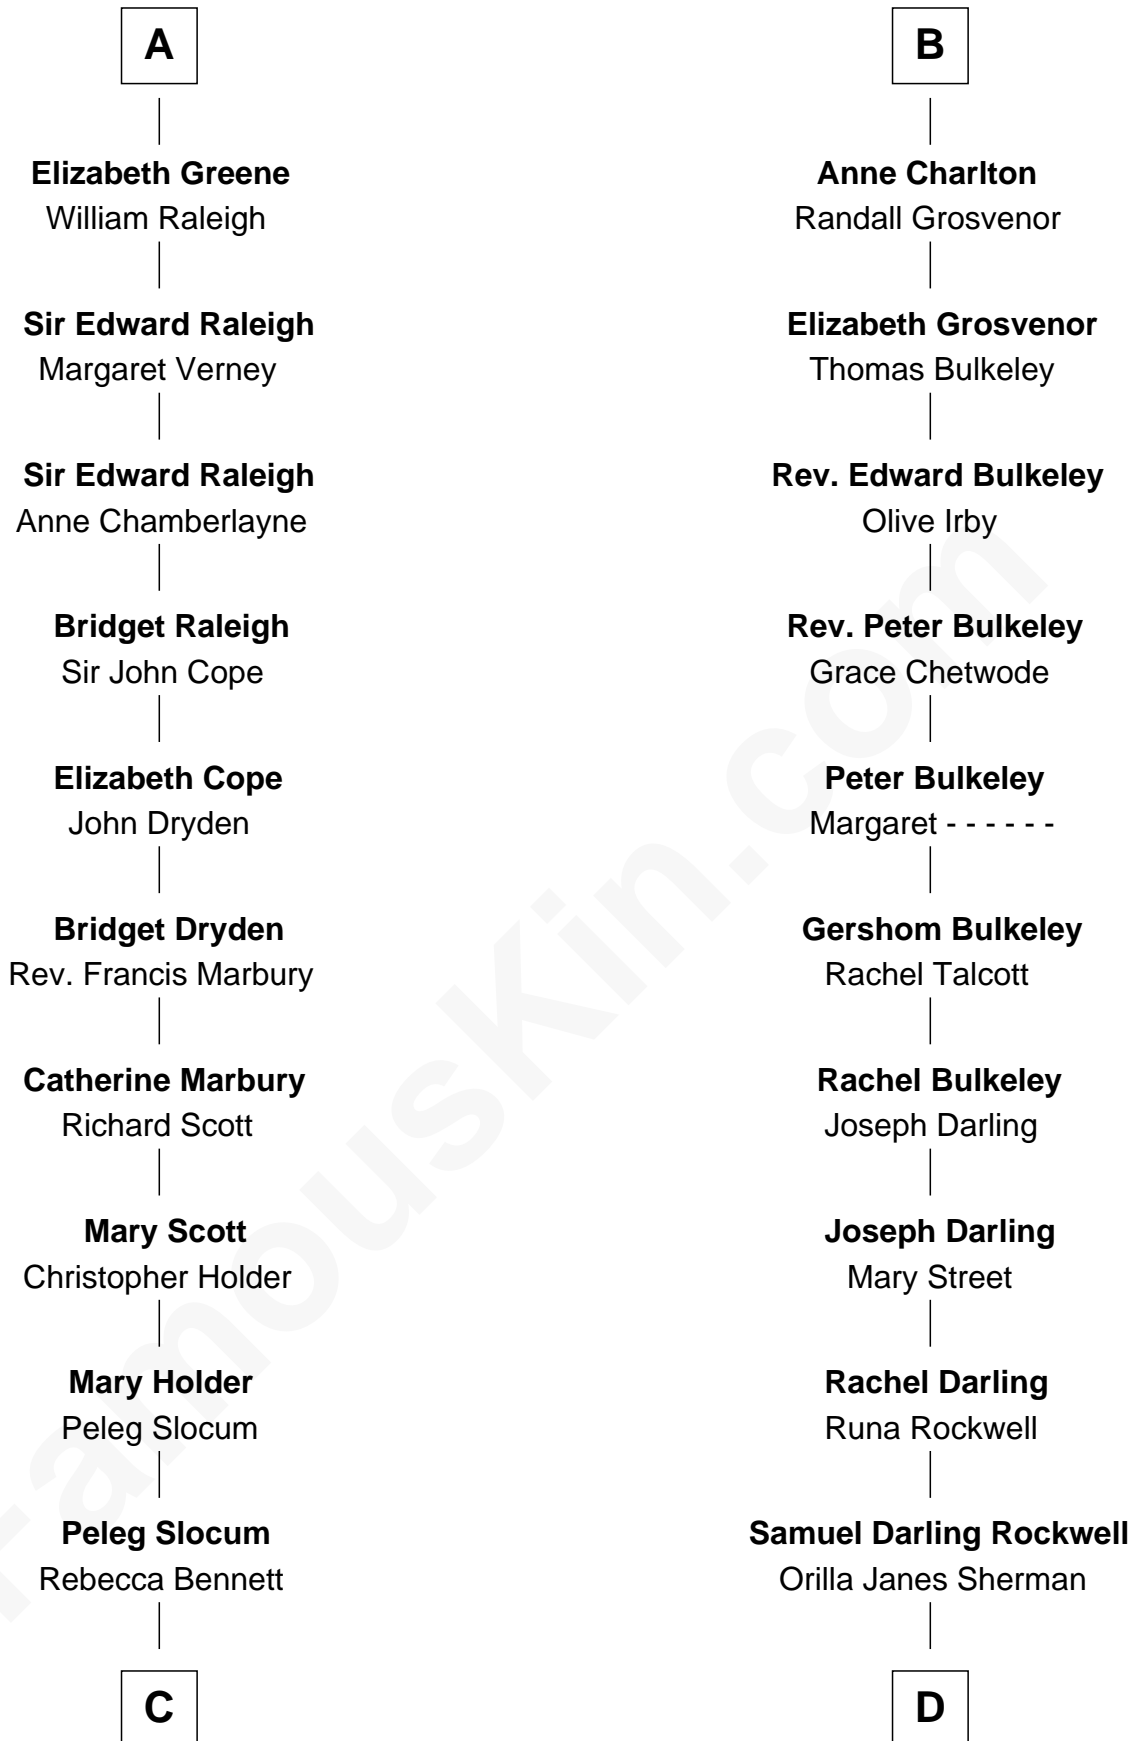 A
Elizabeth Greene
William Raleigh
Sir Edward Raleigh
Margaret Verney
Sir Edward Raleigh
Anne Chamberlayne
Bridget Raleigh
Sir John Cope
Elizabeth Cope
John Dryden
Bridget Dryden
Rev. Francis Marbury
Catherine Marbury
Richard Scott
Mary Scott
Christopher Holder
Mary Holder
Peleg Slocum
Peleg Slocum
Rebecca Bennett
C
B
Anne Charlton
Randall Grosvenor
Elizabeth Grosvenor
Thomas Bulkeley
Rev. Edward Bulkeley
Olive Irby
Rev. Peter Bulkeley
Grace Chetwode
Peter Bulkeley
Margaret - - - - - -
Gershom Bulkeley
Rachel Talcott
Rachel Bulkeley
Joseph Darling
Joseph Darling
Mary Street
Rachel Darling
Runa Rockwell
Samuel Darling Rockwell
Orilla Janes Sherman
D
FamousKin.com